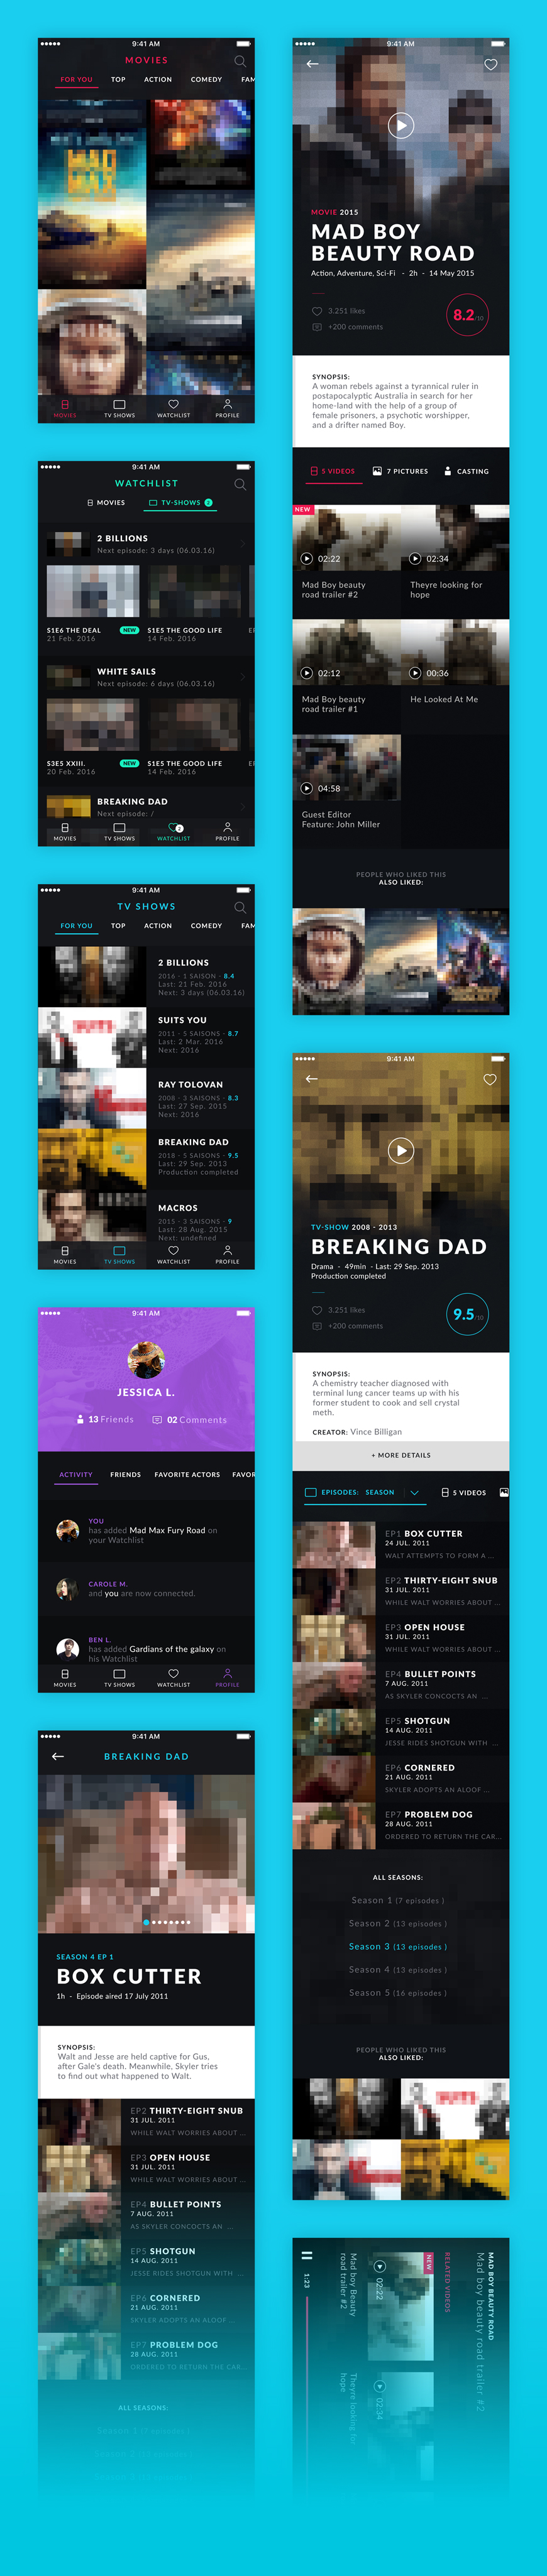 9:41 AM
MOVIES
FOR YOU TOP ACTION COMEDY FAM
MOVIES TV SHOWS WATCHLIST PROFILE
9:41 AM
WATCHLIST
MOVIES TV-SHOWS 2
2 BILLIONS
Next episode: 3 days (06.03.16)
S1E6 THE DEAL NEW S1E5 THE GOOD LIFE
21 Feb. 2016 14 Feb. 2016
WHITE SAILS
Next episode: 6 days (06.03.16)
S3E5 XXIII. NEW S1E5 THE GOOD LIFE
20 Feb. 2016 14 Feb. 2016
BREAKING DAD
Next episode: /
2
MOVIES TV SHOWS WATCHLIST PROFILE
9:41 AM
TV SHOWS
FOR YOU TOP ACTION COMEDY FAM
2 BILLIONS
2016 - 1 SAISON - 8.4
Last: 21 Feb. 2016
Next: 3 days (06.03.16)
SUITS YOU
2011 - 5 SAISONS - 8.7
Last: 2 Mar. 2016
Next: 2016
RAY TOLOVAN
2008 - 3 SAISONS - 8.3
Last: 27 Sep. 2015
Next: 2016
BREAKING DAD
2018 - 5 SAISONS - 9.5
Last: 29 Sep. 2013
Production completed
MACROS
2015 - 3 SAISONS - 9
Last: 28 Aug. 2015
Next: undefined
MOVIES TV SHOWS WATCHLIST PROFILE
9:41 AM
JESSICA L.
13 Friends 02 Comments
ACTIVITY FRIENDS FAVORITE ACTORS FAVOR
YOU
has added Mad Max Fury Road on
your Watchlist
CAROLE M.
and you are now connected.
BEN L.
has added Gardians of the galaxy on
his Watchlist
MOVIES TV SHOWS WATCHLIST PROFILE
9:41 AM
BREAKING DAD
SEASON 4 EP 1
BOX CUTTER
1h - Episode aired 17 July 2011
SYNOPSIS:
Walt and Jesse are held captive for Gus,
after Gale's death. Meanwhile, Skyler tries
to find out what happened to Walt.
EP2 THIRTY-EIGHT SNUB
31 JUL. 2011
WHILE WALT WORRIES ABOUT ...
EP3 OPEN HOUSE
31 JUL. 2011
WHILE WALT WORRIES ABOUT ...
EP4 BULLET POINTS
7 AUG. 2011
AS SKYLER CONCOCTS AN ...
EP5 SHOTGUN
14 AUG. 2011
JESSE RIDES SHOTGUN WITH ...
EP6 CORNERED
21 AUG. 2011
SKYLER ADOPTS AN ALOOF ...
EP7 PROBLEM DOG
28 AUG. 2011
ORDERED TO RETURN THE CAR...
ALL SEASONS:
Season 1 (7 episodes )
9:41 AM
MOVIE 2015
MAD BOY
BEAUTY ROAD
Action, Adventure, Sci-Fi - 2h - 14 May 2015
3.251 likes
+200 comments
8.2/10
SYNOPSIS:
A woman rebels against a tyrannical ruler in
postapocalyptic Australia in search for her
home-land with the help of a group of
female prisoners, a psychotic worshipper,
and a drifter named Boy.
5 VIDEOS 7 PICTURES CASTING
NEW
02:22 02:34
Mad Boy beauty Theyre looking for
road trailer #2 hope
02:12 00:36
Mad Boy beauty He Looked At Me
road trailer #1
04:58
Guest Editor
Feature: John Miller
PEOPLE WHO LIKED THIS
ALSO LIKED:
9:41 AM
TV-SHOW 2008 - 2013
BREAKING DAD
Drama - 49min - Last: 29 Sep. 2013
Production completed
3.251 likes
+200 comments
9.5/10
SYNOPSIS:
A chemistry teacher diagnosed with
terminal lung cancer teams up with his
former student to cook and sell crystal
meth.
CREATOR: Vince Billigan
+ MORE DETAILS
EPISODES: SEASON 5 VIDEOS
EP1 BOX CUTTER
24 JUL. 2011
WALT ATTEMPTS TO FORM A ...
EP2 THIRTY-EIGHT SNUB
31 JUL. 2011
WHILE WALT WORRIES ABOUT ...
EP3 OPEN HOUSE
31 JUL. 2011
WHILE WALT WORRIES ABOUT ...
EP4 BULLET POINTS
7 AUG. 2011
AS SKYLER CONCOCTS AN ...
EP5 SHOTGUN
14 AUG. 2011
JESSE RIDES SHOTGUN WITH ...
EP6 CORNERED
21 AUG. 2011
SKYLER ADOPTS AN ALOOF ...
EP7 PROBLEM DOG
28 AUG. 2011
ORDERED TO RETURN THE CAR...
ALL SEASONS:
Season 1 (7 episodes )
Season 2 (13 episodes )
Season 3 (13 episodes )
Season 4 (13 episodes )
Season 5 (16 episodes )
PEOPLE WHO LIKED THIS
ALSO LIKED:
MAD BOY BEAUTY ROAD
Mad boy beauty road trailer #2
RELATED VIDEOS
NEW
02:22 02:34
Mad boy Beauty Theyre looking for
road trailer #2 hope
1:23